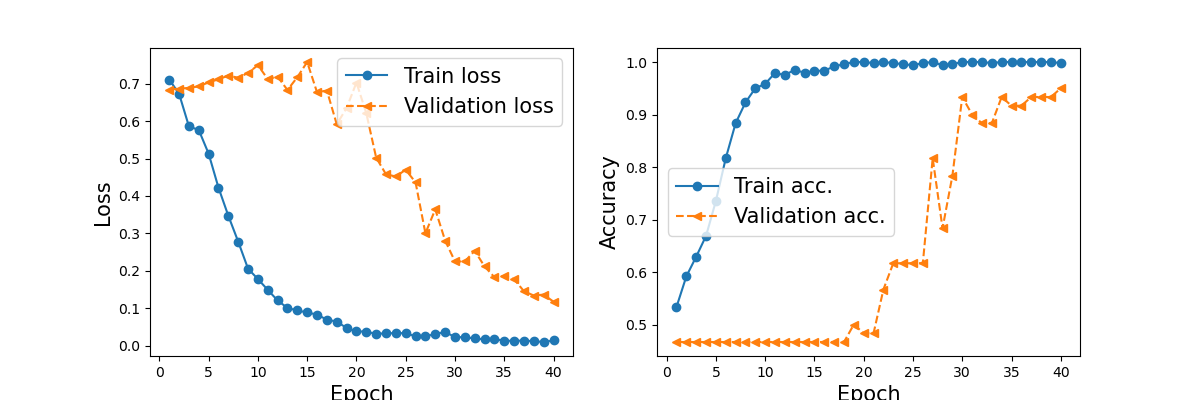 Train loss
Validation loss
Loss
0.7
0.6
0.5
0.4
0.3
0.2
0.1
0.0
0 5 10 15 20 25 30 35 40
Epoch
Train acc.
Validation acc.
Accuracy
1.0
0.9
0.8
0.7
0.6
0.5
0 5 10 15 20 25 30 35 40
Epoch